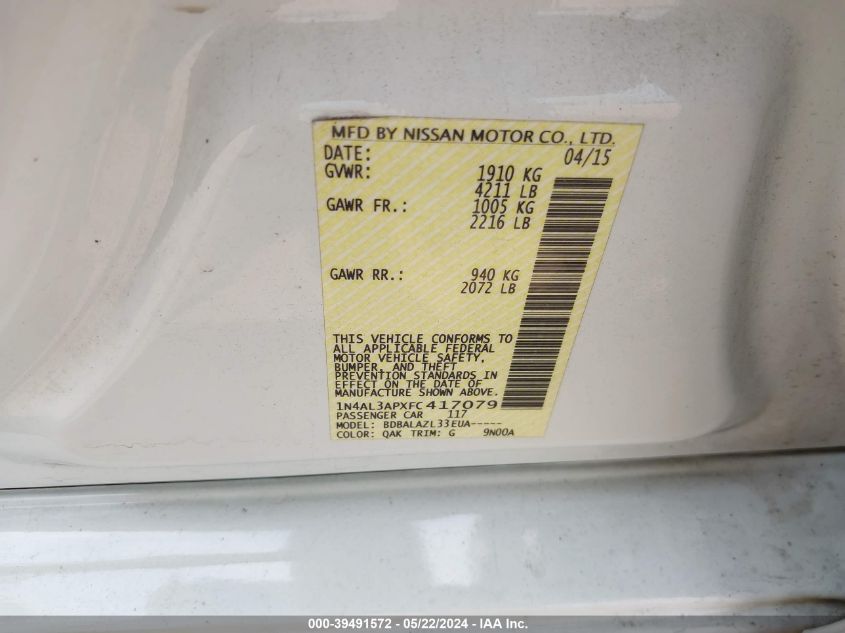 MFD BY NISSAN MOTOR CO., LTD.
DATE: 04/15
GVWR: 1910 KG
4211 LB
GAWR FR.: 1005 KG
2216 LB
GAWR RR.: 940 KG
2072 LB
THIS VEHICLE CONFORMS TO
ALL APPLICABLE FEDERAL
MOTOR VEHICLE SAFETY,
BUMPER, AND THEFT
PREVENTION STANDARDS IN
EFFECT ON THE DATE OF
MANUFACTURE SHOWN ABOVE.
1N4AL3APXFC417079
PASSENGER CAR 117
MODEL: BDBALAZL33EUA-----
COLOR: QAK TRIM: G 9N00A
000-39491572 - 05/22/2024 - IAA Inc.